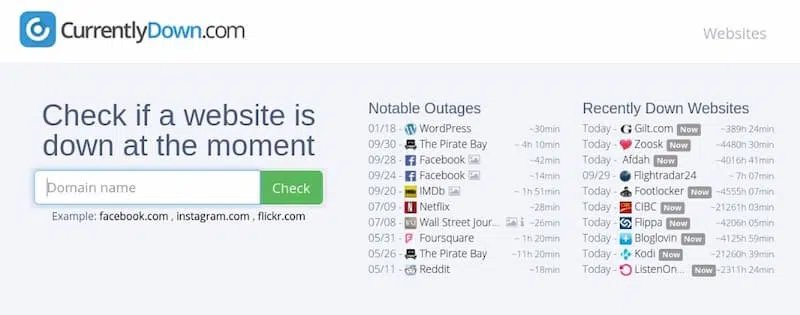 CurrentlyDown.com
Websites
Check if a website is
down at the moment
Domain name
Check
Example: facebook.com , instagram.com , flickr.com
Notable Outages
01/18 - WordPress ~30min
09/30 - The Pirate Bay ~ 4h 10min
09/28 - Facebook ~42min
09/24 - Facebook ~14min
09/20 - IMDb ~ 1h 51min
07/09 - Netflix ~28min
07/08 - Wall Street Jour... ~26min
05/31 - Foursquare ~ 1h 20min
05/26 - The Pirate Bay ~11h 20min
05/11 - Reddit ~18min
Recently Down Websites
Today - Gilt.com Now ~389h 24min
Today - Zoosk Now ~4480h 30min
Today - Afdah Now ~4016h 41min
09/29 - Flightradar24 ~ 7h 07min
Today - Footlocker Now ~4555h 07min
Today - CIBC Now ~21261h 03min
Today - Flippa Now ~4206h 05min
Today - Bloglovin Now ~4125h 59min
Today - Kodi Now ~21260h 39min
Today - ListenOn... Now ~2311h 24min